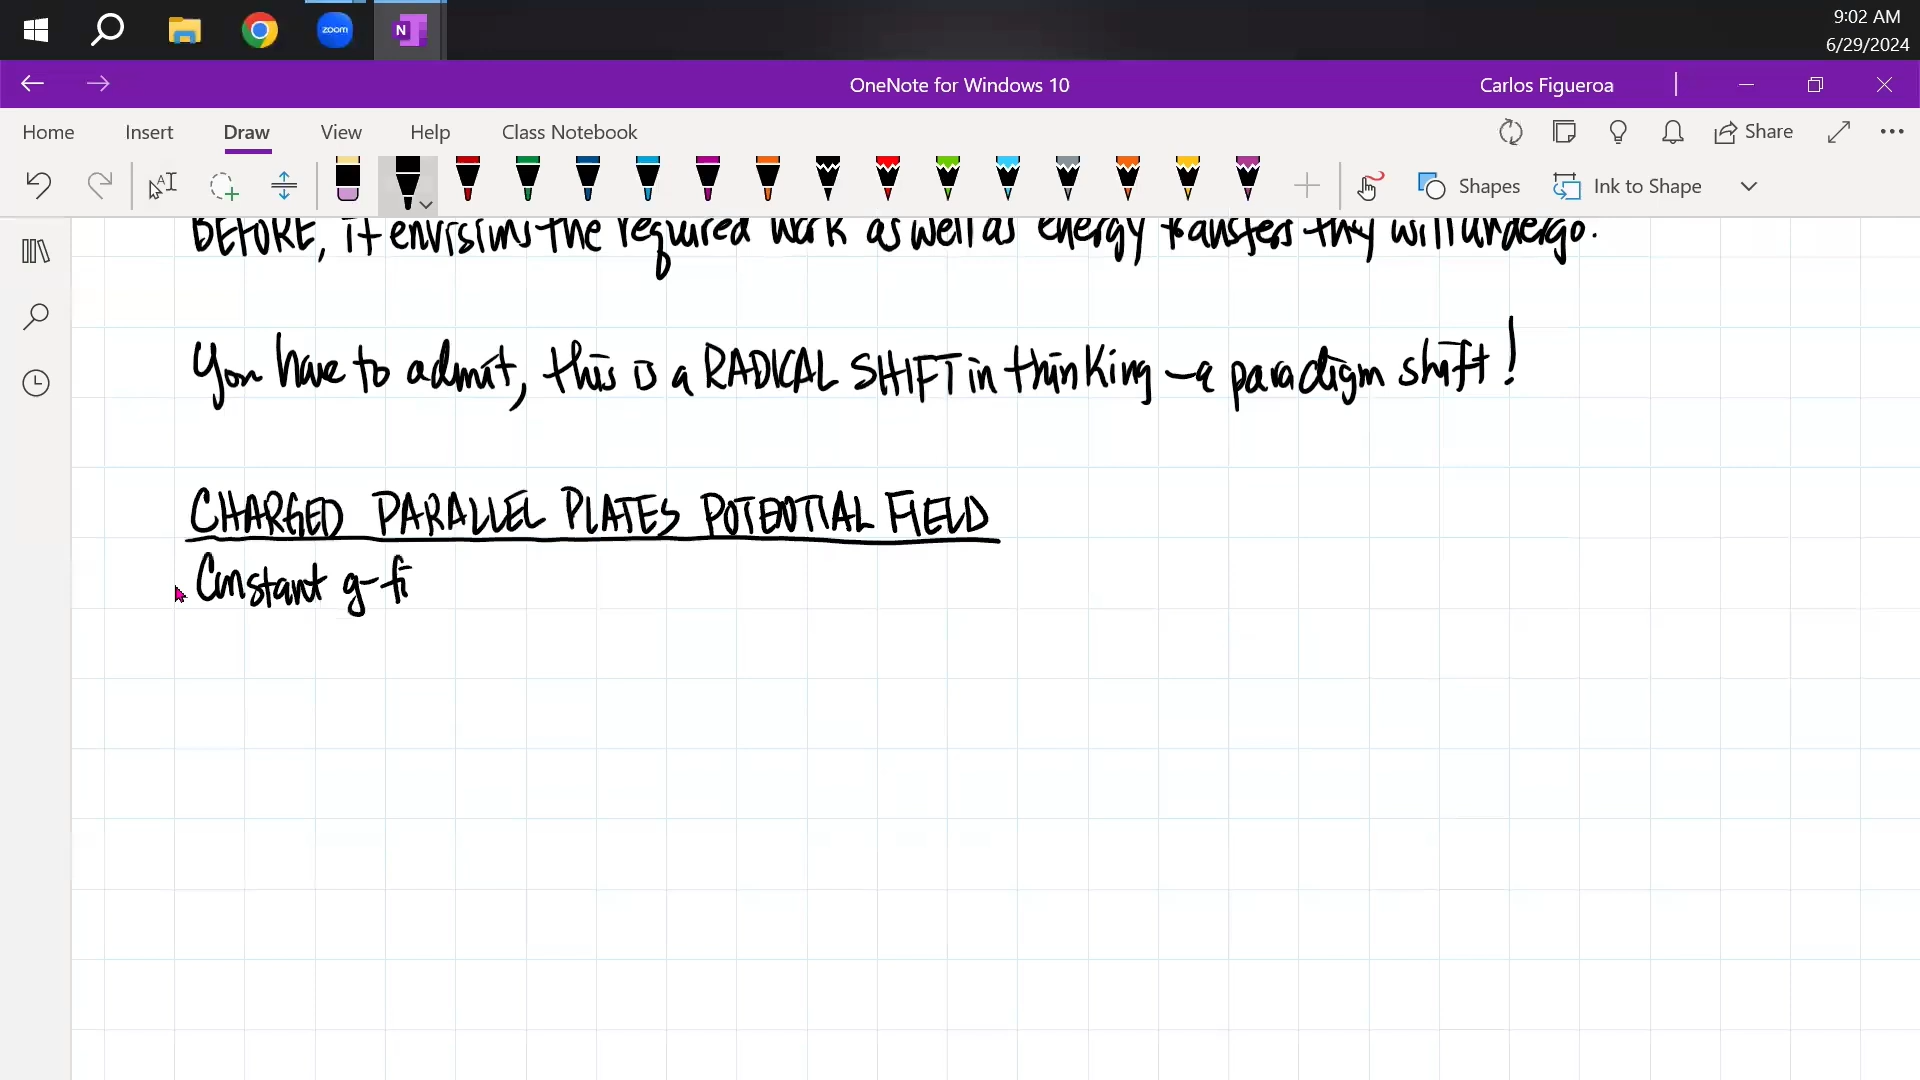 zoom
N
9:02 AM
6/29/2024
OneNote for Windows 10
Carlos Figueroa
Home Insert Draw View Help Class Notebook
Share
Shapes Ink to Shape
BEFORE, it envisions the required work as well as energy transfers they will undergo.
You have to admit, this is a RADICAL SHIFT in thinking – a paradigm shift!
CHARGED PARALLEL PLATES POTENTIAL FIELD
Constant g-fi